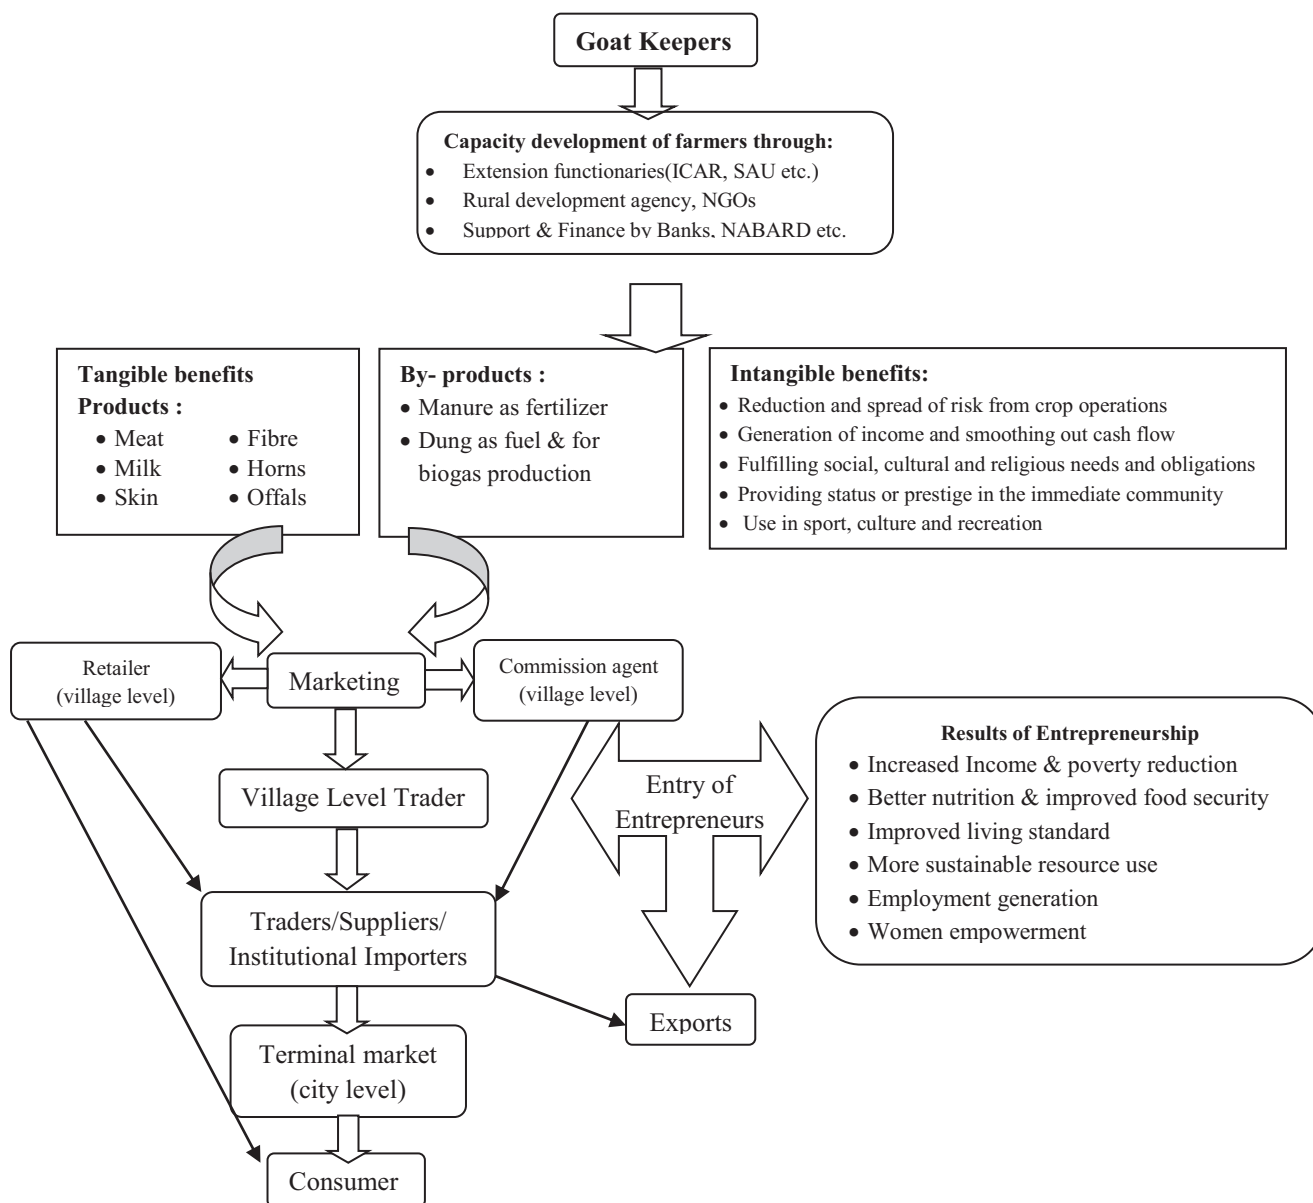 Goat Keepers
Capacity development of farmers through:
• Extension functionaries(ICAR, SAU etc.)
• Rural development agency, NGOs
• Support & Finance by Banks, NABARD etc.
Tangible benefits
Products :
• Meat
• Milk
• Skin
• Fibre
• Horns
• Offals
By- products :
• Manure as fertilizer
• Dung as fuel & for
biogas production
Intangible benefits:
• Reduction and spread of risk from crop operations
• Generation of income and smoothing out cash flow
• Fulfilling social, cultural and religious needs and obligations
• Providing status or prestige in the immediate community
• Use in sport, culture and recreation
Retailer
(village level)
Marketing
Commission agent
(village level)
Village Level Trader
Entry of
Entrepreneurs
Results of Entrepreneurship
• Increased Income & poverty reduction
• Better nutrition & improved food security
• Improved living standard
• More sustainable resource use
• Employment generation
• Women empowerment
Traders/Suppliers/
Institutional Importers
Exports
Terminal market
(city level)
Consumer